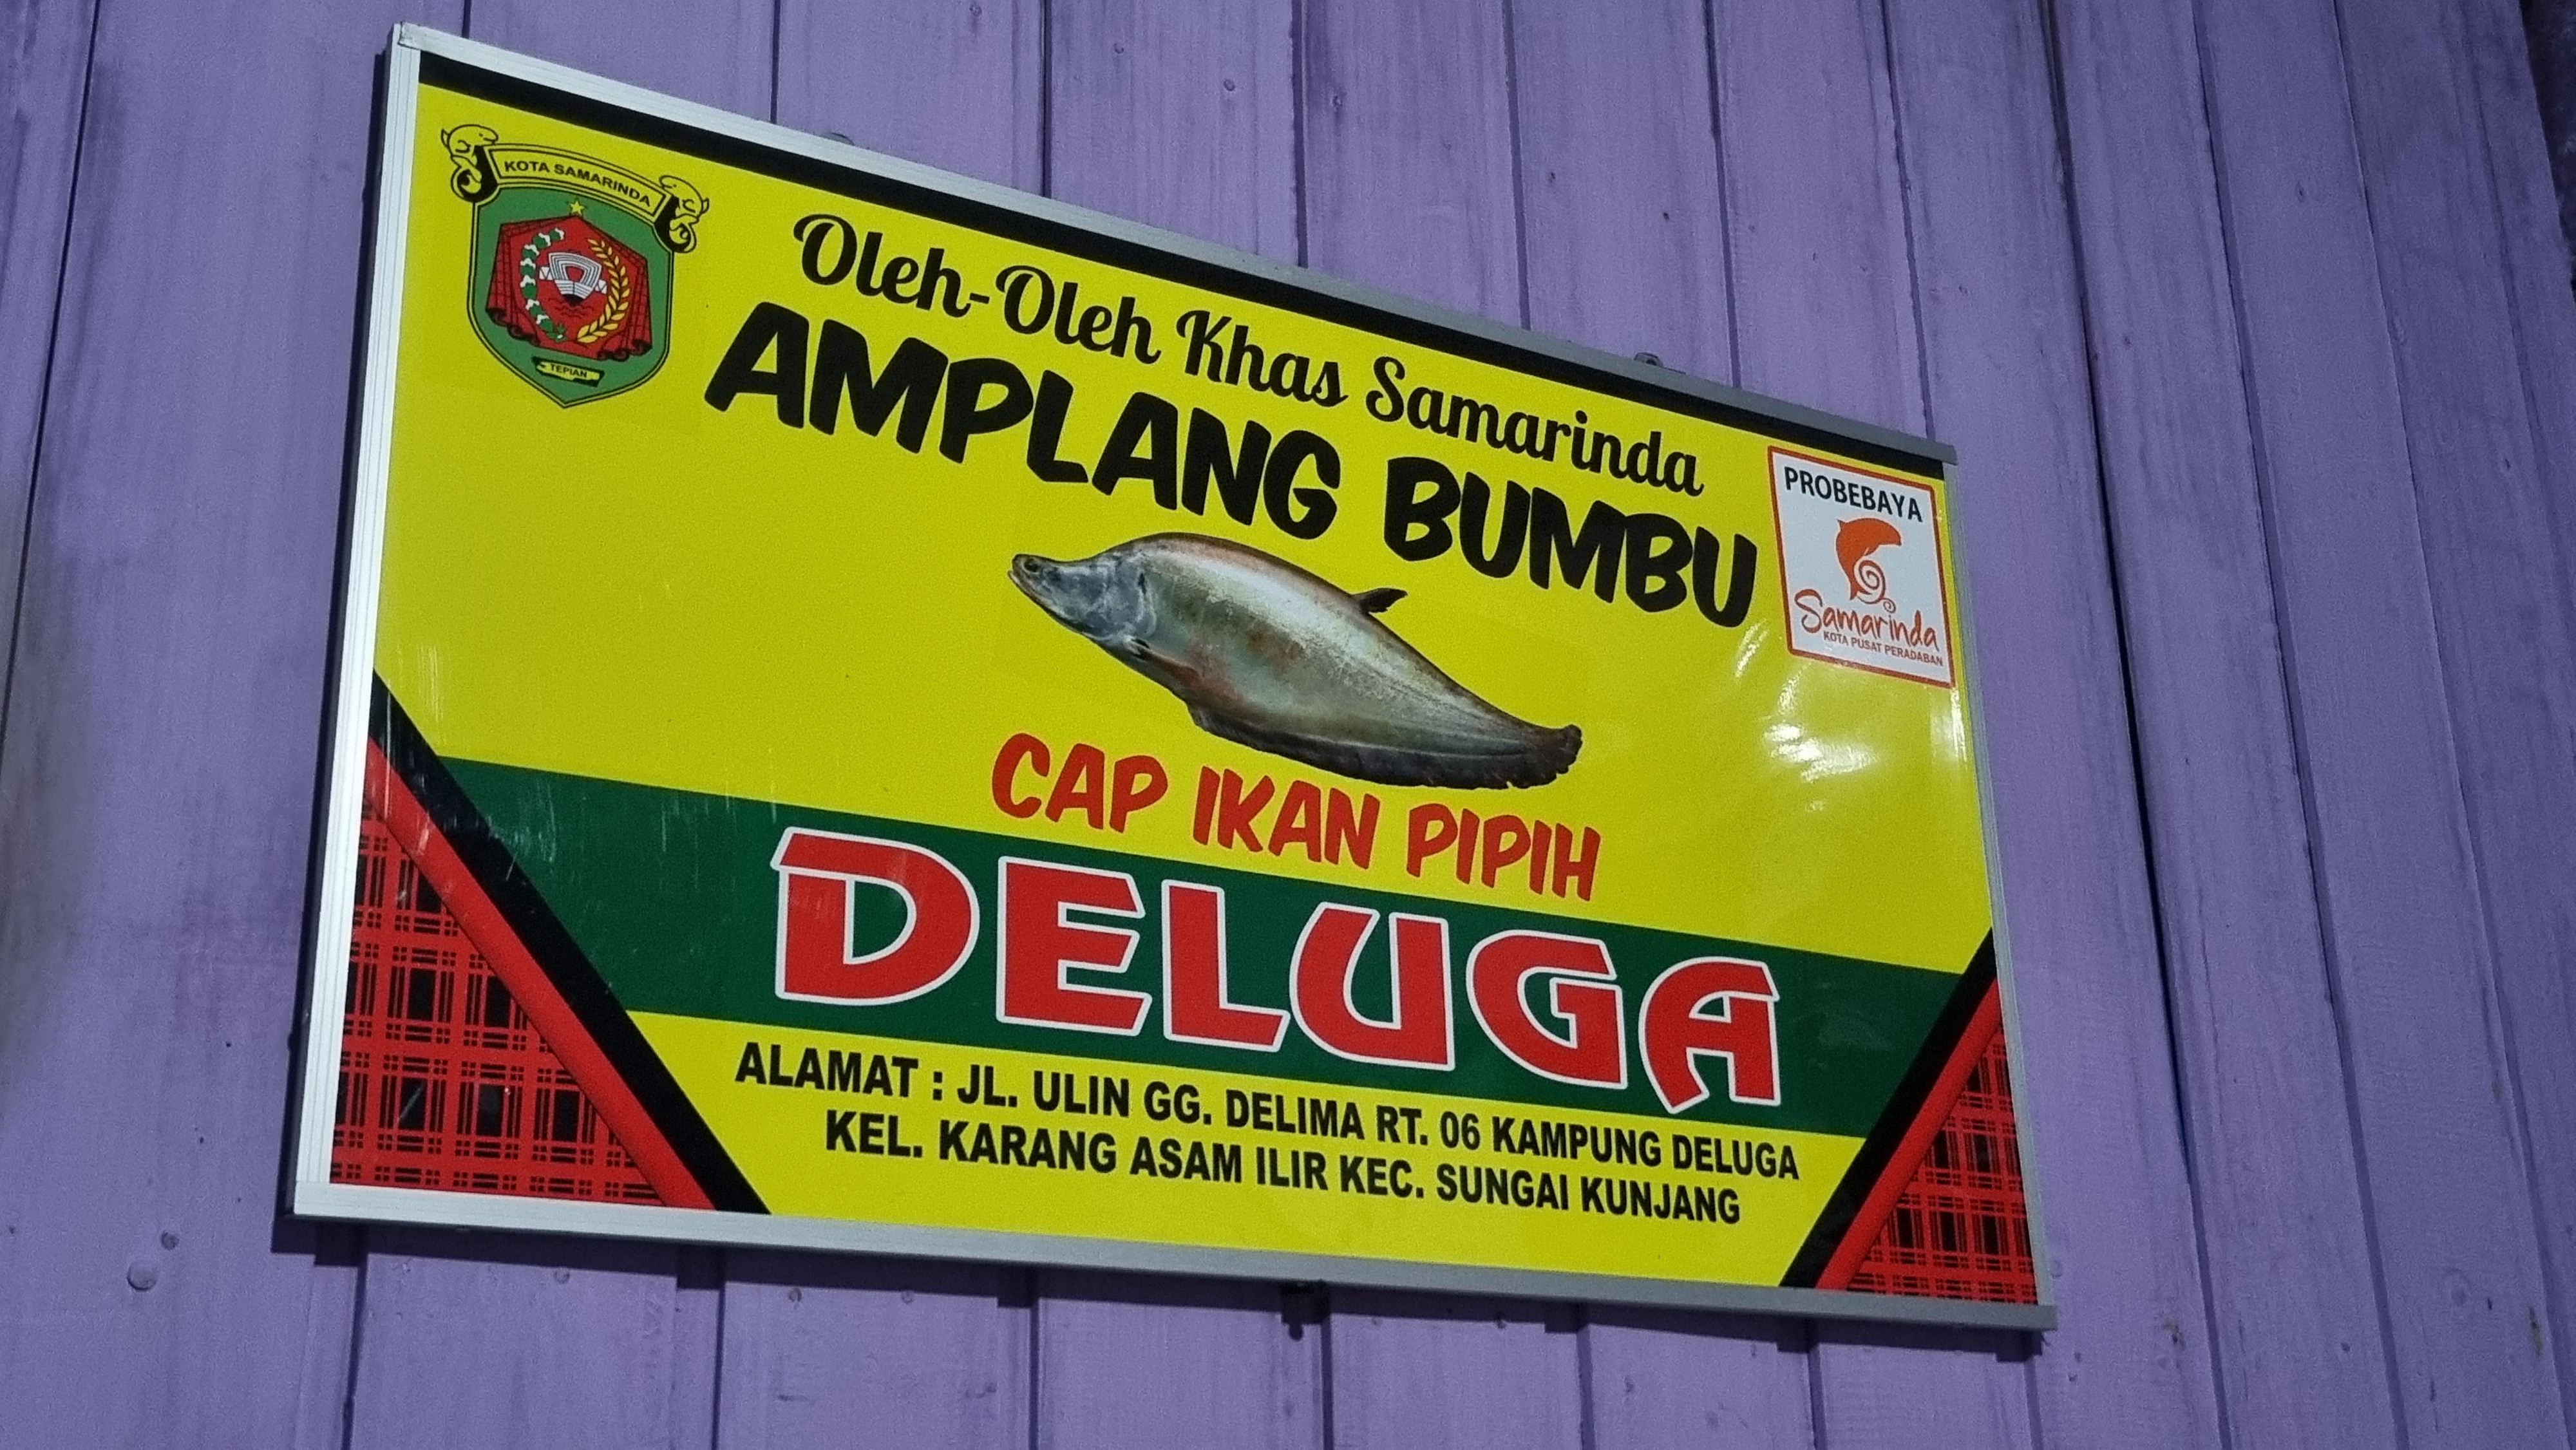 KOTA SAMARINDA
TEPIAN
Oleh-Oleh Khas Samarinda
AMPLANG BUMBU
PROBEBAYA
Samarinda
KOTA PUSAT PERADABAN
CAP IKAN PIPIH
DELUGA
ALAMAT : JL. ULIN GG. DELIMA RT. 06 KAMPUNG DELUGA
KEL. KARANG ASAM ILIR KEC. SUNGAI KUNJANG